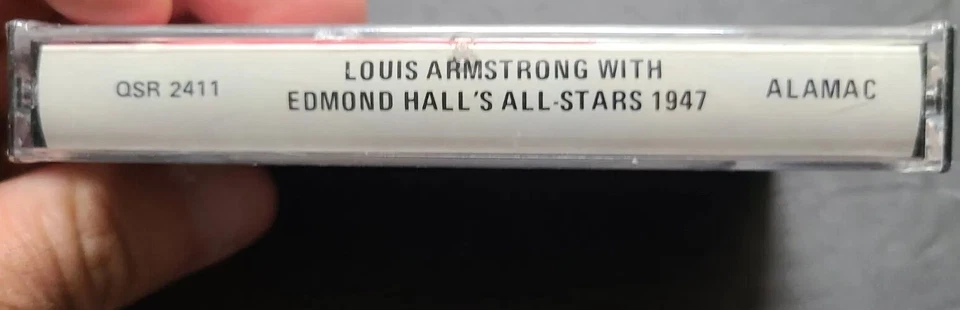 QSR 2411
LOUIS ARMSTRONG WITH
EDMOND HALL'S ALL-STARS 1947
ALAMAC